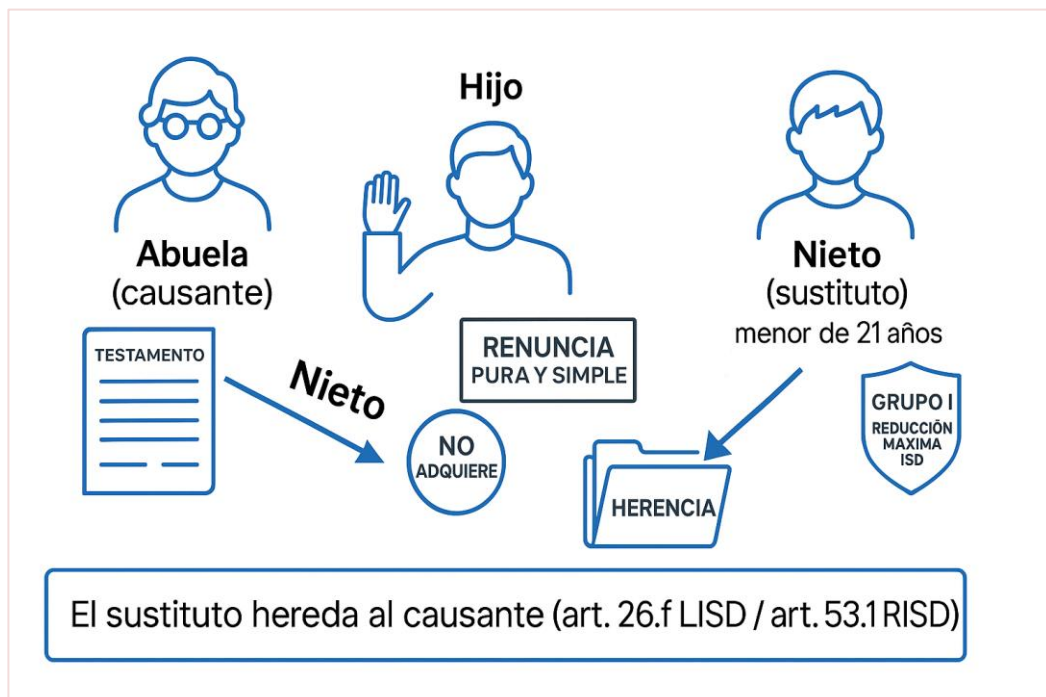 Abuela
(causante)
TESTAMENTO
Nieto
Hijo
RENUNCIA
PURA Y SIMPLE
NO
ADQUIERE
Nieto
(sustituto)
menor de 21 años
GRUPO I
REDUCCIÓN
MAXIMA
ISD
HERENCIA
El sustituto hereda al causante (art. 26.f LISD / art. 53.1 RISD)